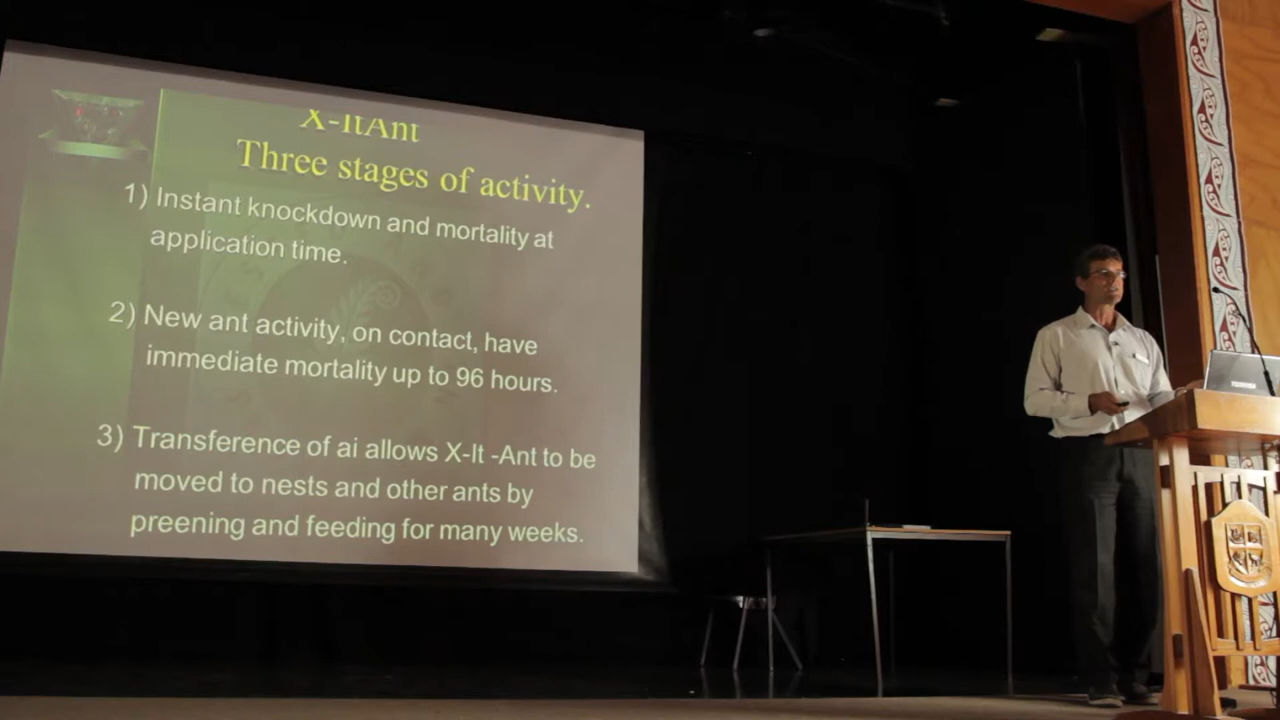 X-ItAnt
Three stages of activity.
1) Instant knockdown and mortality at
application time.
2) New ant activity, on contact, have
immediate mortality up to 96 hours.
3) Transference of ai allows X-It -Ant to be
moved to nests and other ants by
preening and feeding for many weeks.
TOSHIBA